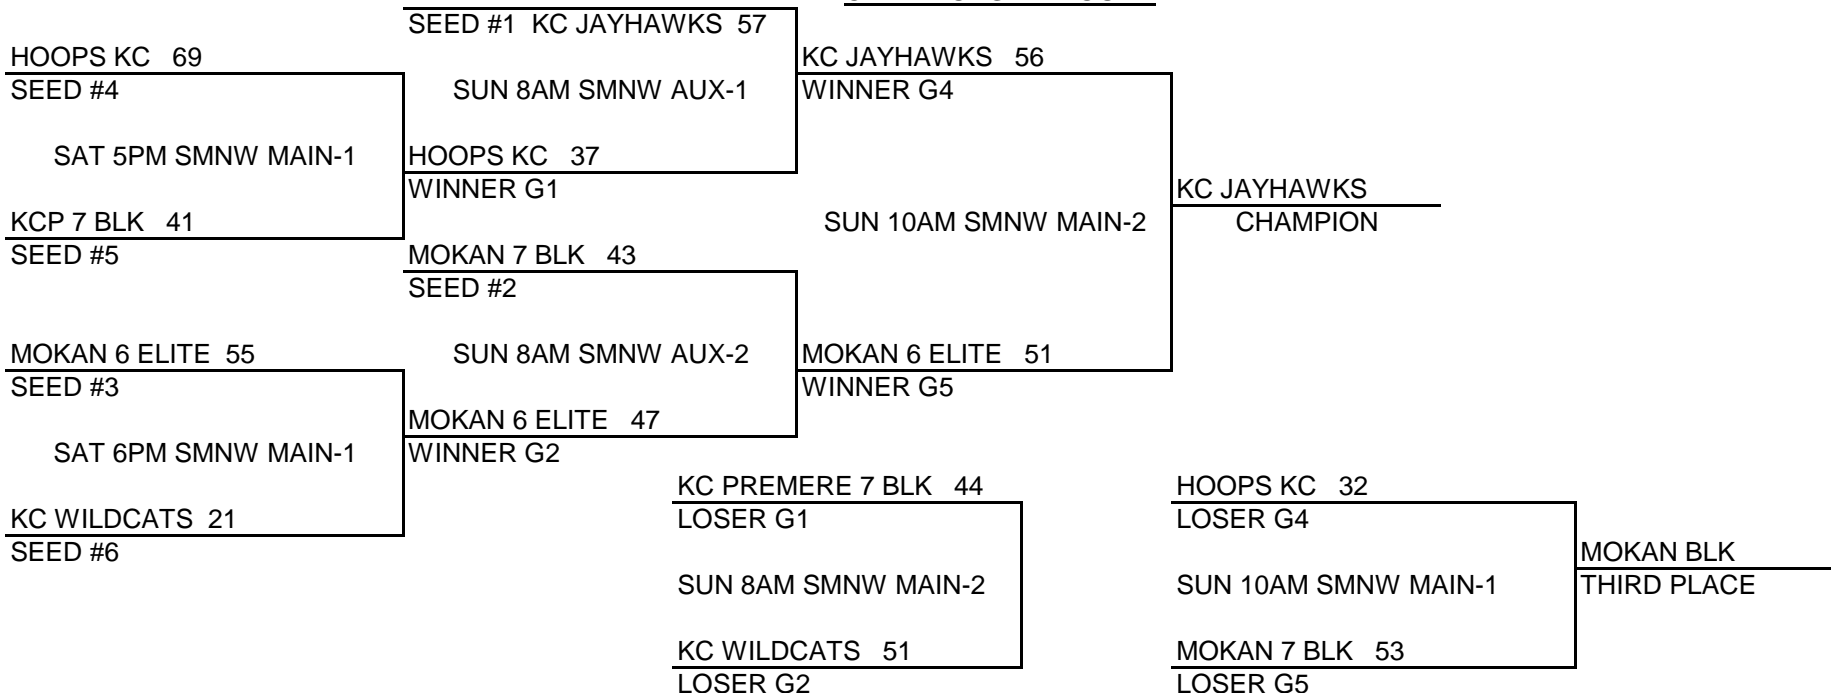 SEED #1 KC JAYHAWKS 57
HOOPS KC 69
KC JAYHAWKS 56
SEED #4
SUN 8AM SMNW AUX-1
WINNER G4
SAT 5PM SMNW MAIN-1
HOOPS KC 37
WINNER G1
KC JAYHAWKS
KCP 7 BLK 41
SUN 10AM SMNW MAIN-2
CHAMPION
SEED #5
MOKAN 7 BLK 43
SEED #2
MOKAN 6 ELITE 55
SUN 8AM SMNW AUX-2
MOKAN 6 ELITE 51
SEED #3
WINNER G5
MOKAN 6 ELITE 47
SAT 6PM SMNW MAIN-1
WINNER G2
KC PREMERE 7 BLK 44
HOOPS KC 32
KC WILDCATS 21
LOSER G1
LOSER G4
SEED #6
MOKAN BLK
SUN 8AM SMNW MAIN-2
SUN 10AM SMNW MAIN-1
THIRD PLACE
KC WILDCATS 51
MOKAN 7 BLK 53
LOSER G2
LOSER G5